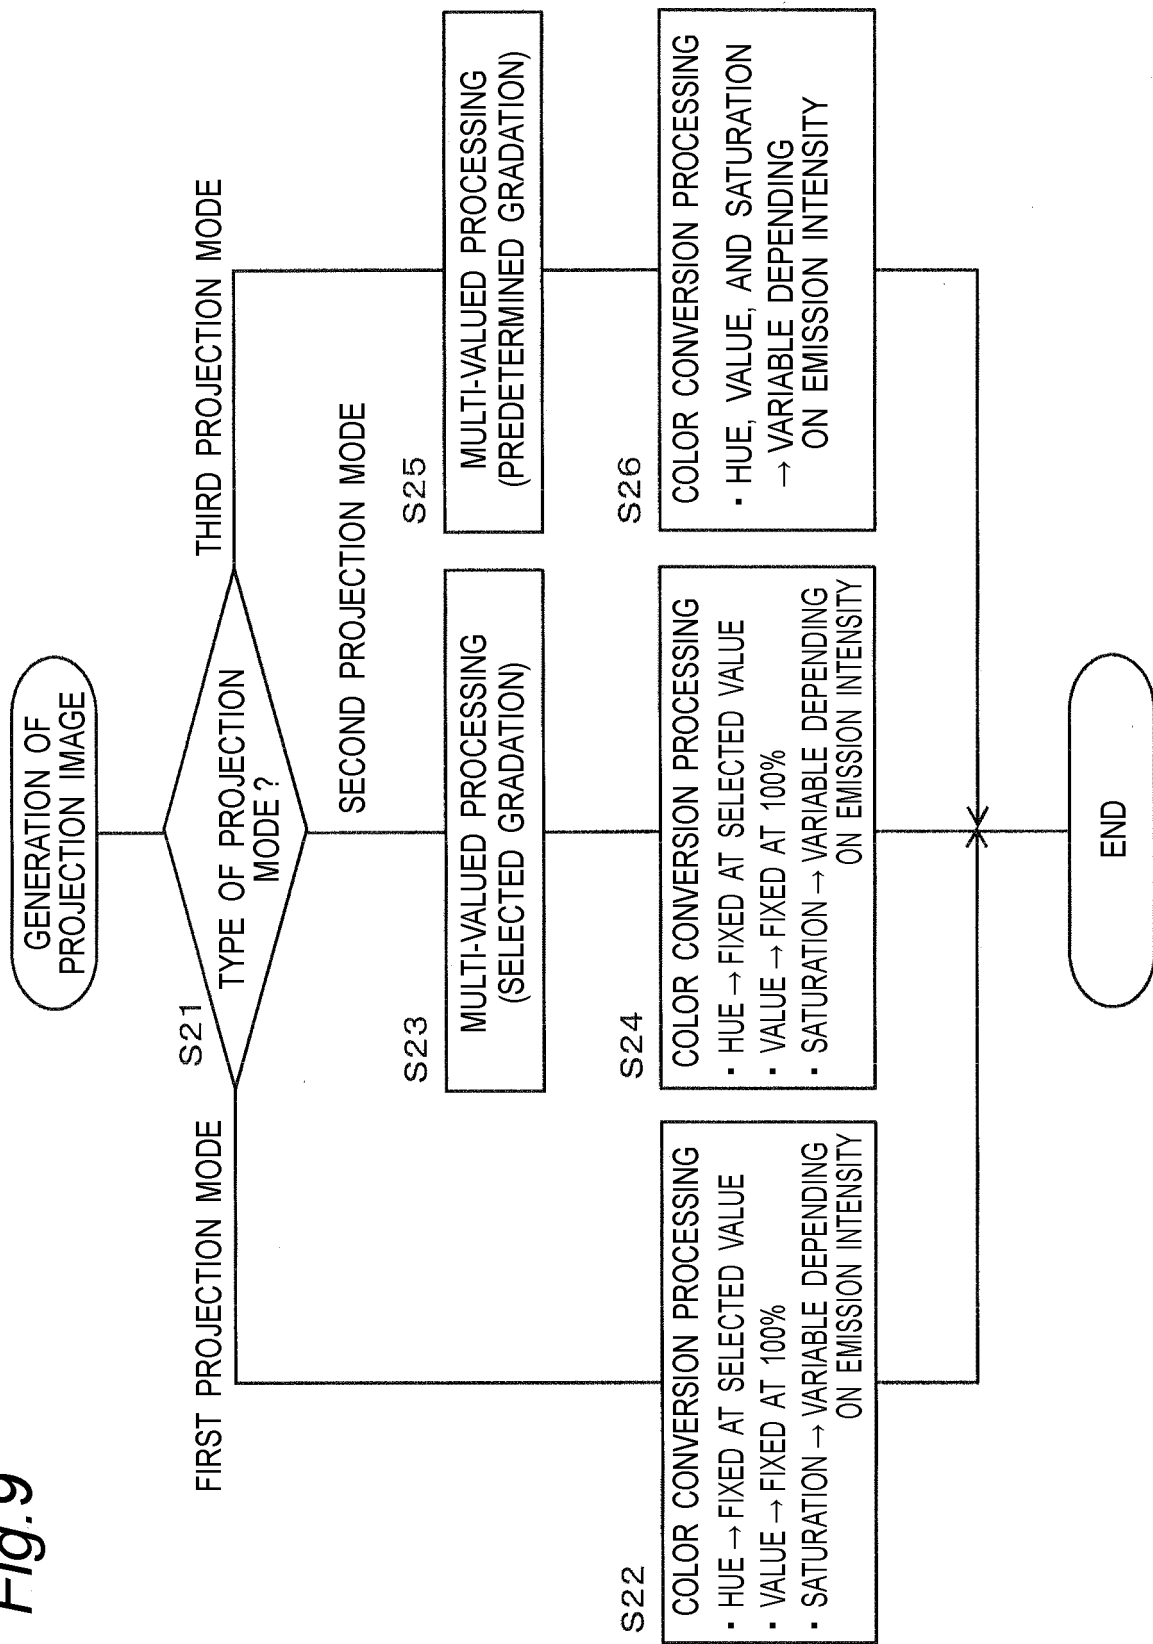 Fig.9
GENERATION OF
PROJECTION IMAGE
S21
TYPE OF PROJECTION
MODE?
FIRST PROJECTION MODE
SECOND PROJECTION MODE
THIRD PROJECTION MODE
S22
COLOR CONVERSION PROCESSING
・HUE → FIXED AT SELECTED VALUE
・VALUE → FIXED AT 100%
・SATURATION → VARIABLE DEPENDING
ON EMISSION INTENSITY
S23
MULTI-VALUED PROCESSING
(SELECTED GRADATION)
S24
COLOR CONVERSION PROCESSING
・HUE → FIXED AT SELECTED VALUE
・VALUE → FIXED AT 100%
・SATURATION → VARIABLE DEPENDING
ON EMISSION INTENSITY
S25
MULTI-VALUED PROCESSING
(PREDETERMINED GRADATION)
S26
COLOR CONVERSION PROCESSING
・HUE, VALUE, AND SATURATION
→ VARIABLE DEPENDING
ON EMISSION INTENSITY
END